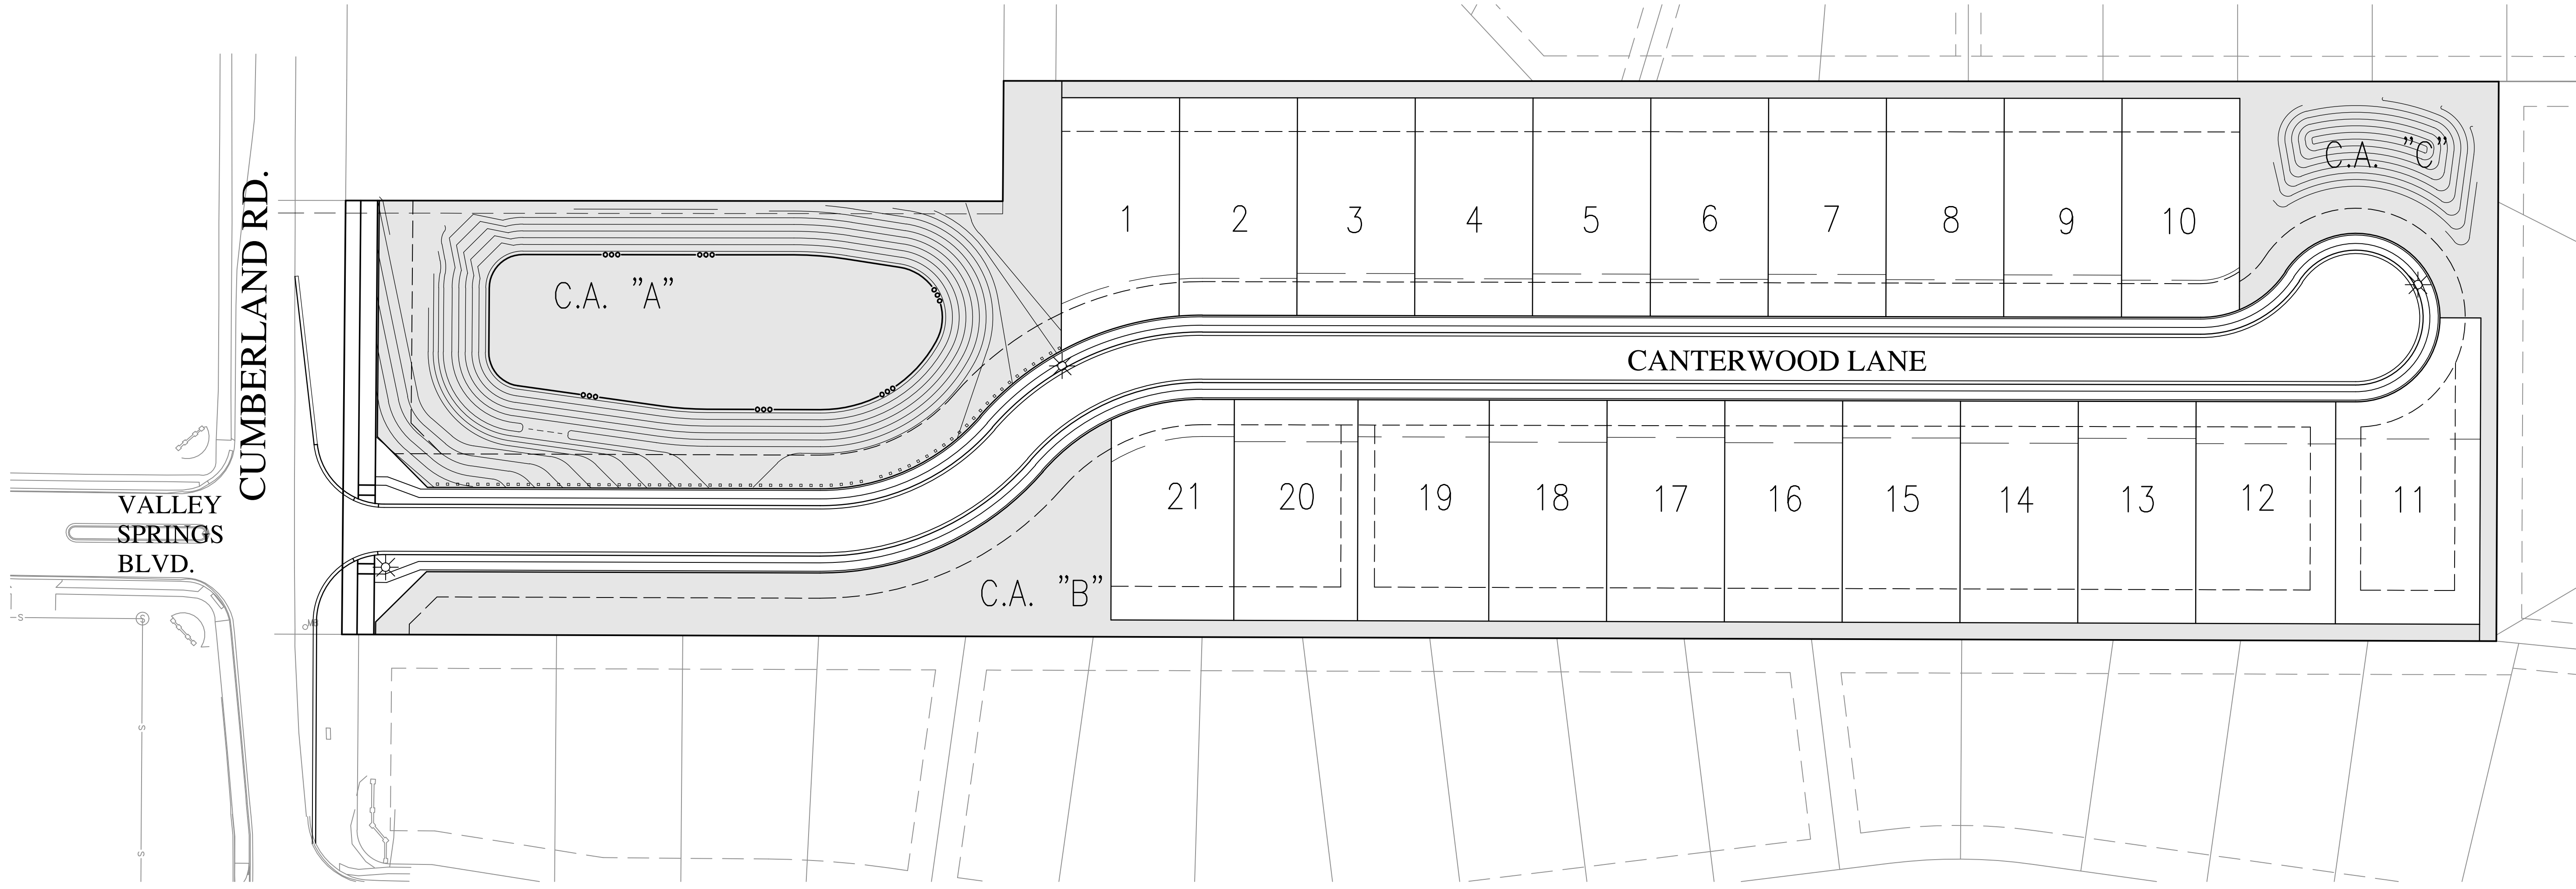 CUMBERLAND RD.
VALLEY
SPRINGS
BLVD.
C.A. "A"
C.A. "B"
C.A. "C"
CANTERWOOD LANE
1
2
3
4
5
6
7
8
9
10
21
20
19
18
17
16
15
14
13
12
11
MB
S
S
S
S